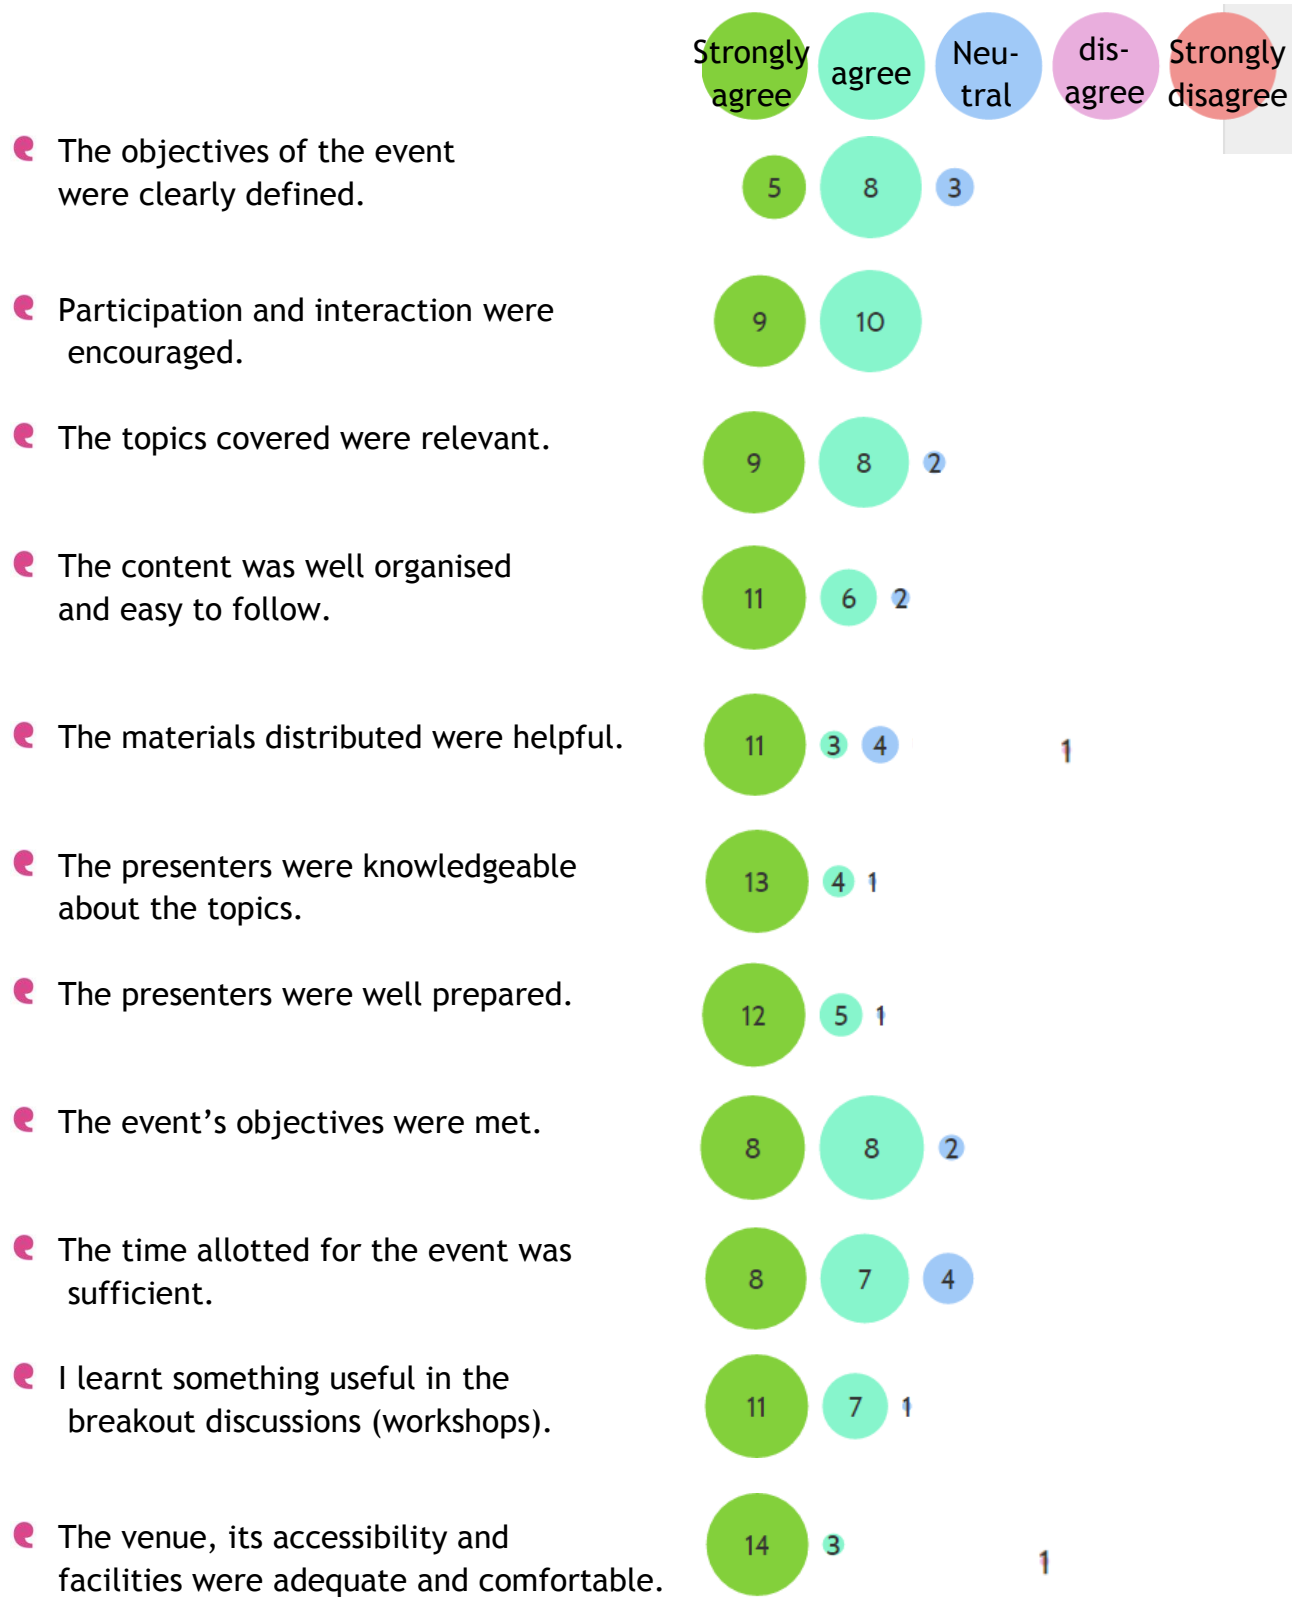 Strongly agree
agree
Neu-
tral
dis-
agree
Strongly
disagree
The objectives of the event
were clearly defined.
5 8 3
Participation and interaction were
encouraged.
9 10
The topics covered were relevant.
9 8 2
The content was well organised
and easy to follow.
11 6 2
The materials distributed were helpful.
11 3 4 1
The presenters were knowledgeable
about the topics.
13 4 1
The presenters were well prepared.
12 5 1
The event’s objectives were met.
8 8 2
The time allotted for the event was
sufficient.
8 7 4
I learnt something useful in the
breakout discussions (workshops).
11 7 1
The venue, its accessibility and
facilities were adequate and comfortable.
14 3 1